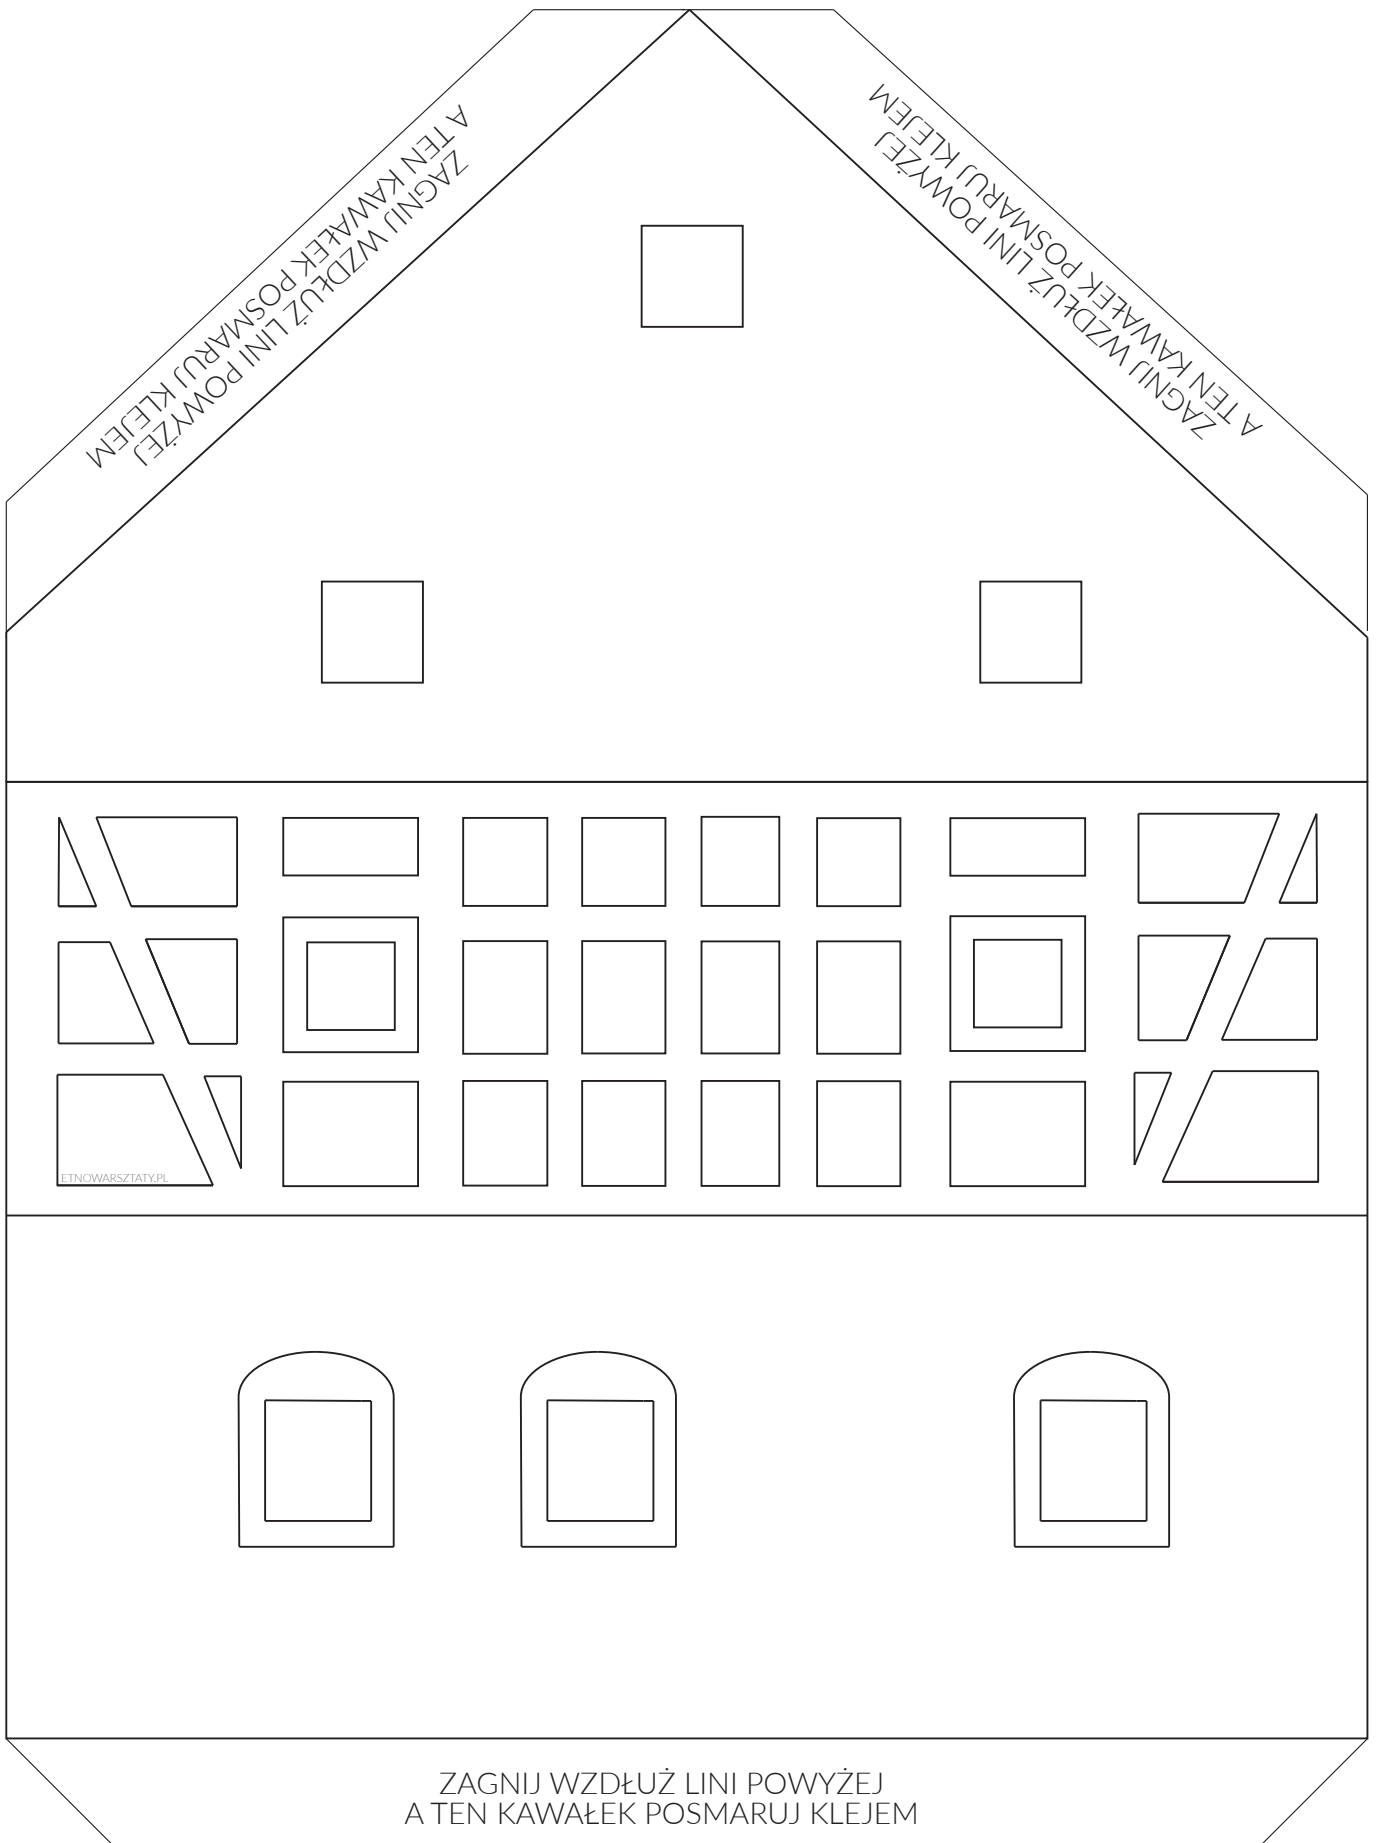 ZAGNIJ WZDŁUŻ LINI POWYŻEJ
A TEN KAWAŁEK POSMARUJ KLEJEM
ZAGNIJ WZDŁUŻ LINI POWYŻEJ
A TEN KAWAŁEK POSMARUJ KLEJEM
ETNOWARSZTATY.PL
ZAGNIJ WZDŁUŻ LINI POWYŻEJ
A TEN KAWAŁEK POSMARUJ KLEJEM